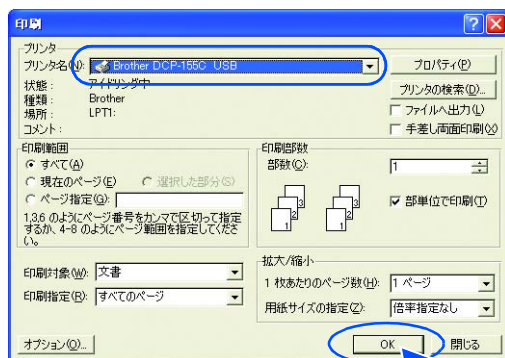 印刷
プリンタ
プリンタ名(N): Brother DCP-155C USB
プロパティ(P)
状態: アイドリング中
プリンタの検索(D)...
種類: Brother
場所: LPT1:
ファイルへ出力(L)
コメント:
手差し両面印刷(X)
印刷範囲
すべて(A)
現在のページ(E) 選択した部分(S)
ページ指定(G):
1,3,6 のようにページ番号をカンマで区切って指定
するか、4-8 のようにページ範囲を指定してくださ
い。
印刷部数
部数(C): 1
1 2 3 1 2 3
部単位で印刷(T)
印刷対象(W): 文書
印刷指定(R): すべてのページ
拡大/縮小
1 枚あたりのページ数(H): 1 ページ
用紙サイズの指定(Z): 倍率指定なし
オプション(O)...
OK
閉じる